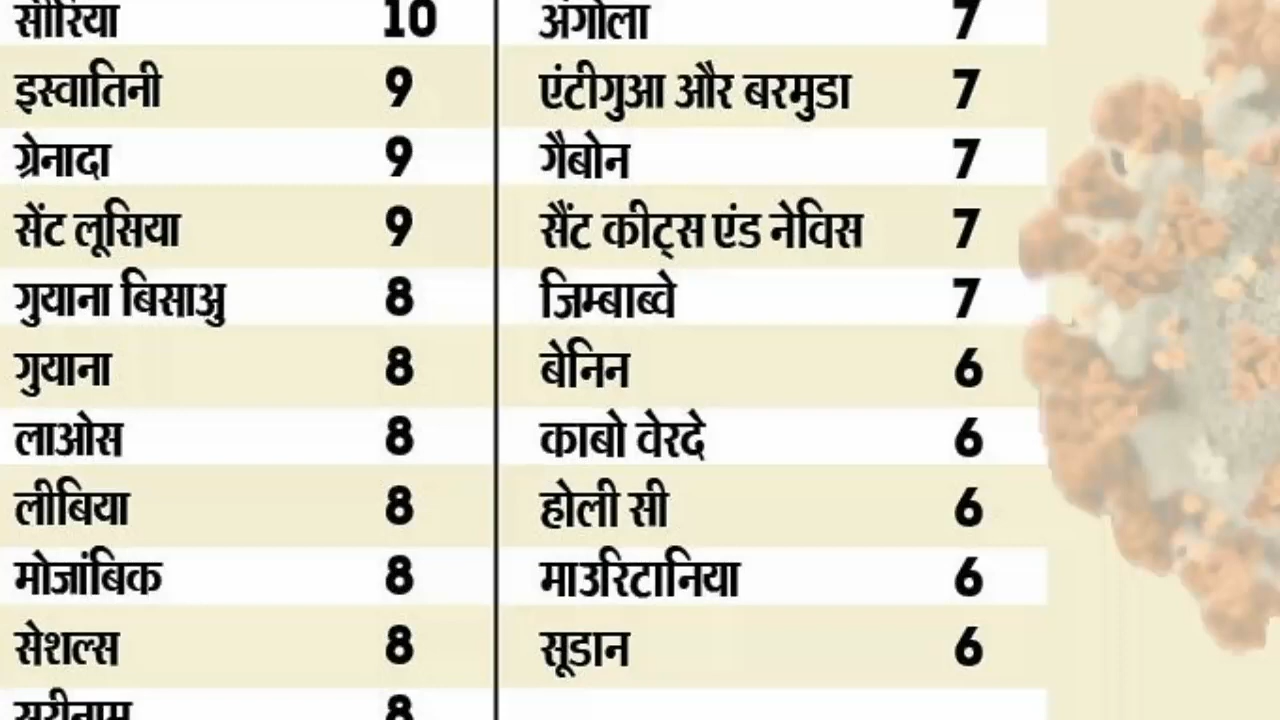 सीरिया 10
इस्वातिनी 9
ग्रेनादा 9
सेंट लूसिया 9
गुयाना बिसाअु 8
गुयाना 8
लाओस 8
लीबिया 8
मोजांबिक 8
सेशल्स 8
सूरीनाम 8
अंगोला 7
एंटीगुआ और बरमुडा 7
गैबोन 7
सैंट कीट्स एंड नेविस 7
जिम्बाब्वे 7
बेनिन 6
काबो वेरदे 6
होली सी 6
माउरिटानिया 6
सूडान 6